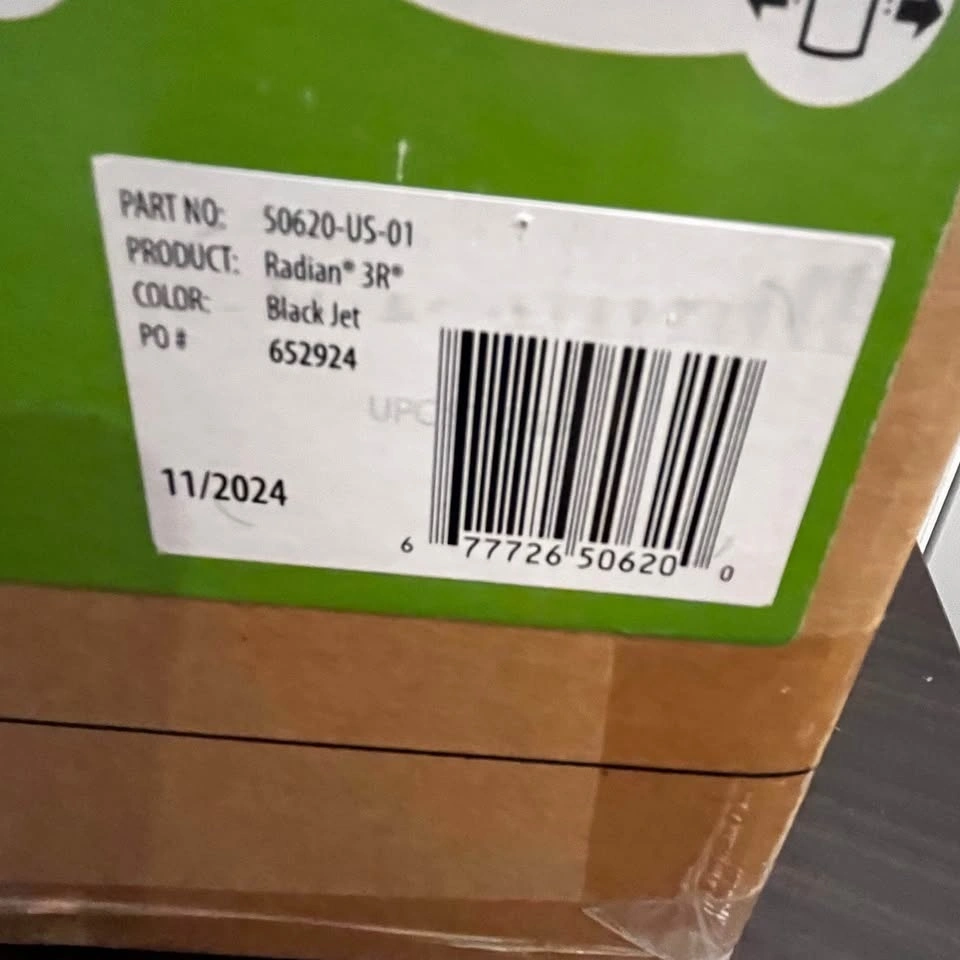 PART NO: 50620-US-01
PRODUCT: Radian® 3R®
COLOR: Black Jet
PO # 652924
UPC
11/2024
6 77726 50620 0